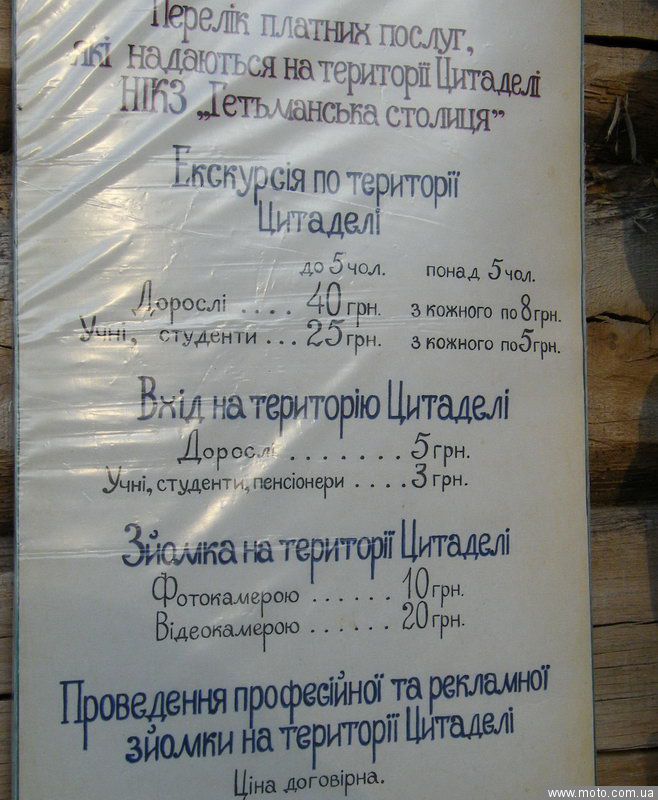 Перелік платних послуг,
які надаються на території Цитаделі
НІКЗ „Гетьманська столиця”
Екскурсія по території
Цитаделі
до 5 чол. понад 5 чол.
Дорослі .... 40 грн. з кожного по 8 грн.
Учні, студенти ... 25 грн. з кожного по 5 грн.
Вхід на територію Цитаделі
Дорослі ........ 5 грн.
Учні, студенти, пенсіонери .... 3 грн.
Зйомка на території Цитаделі
Фотокамерою ...... 10 грн.
Відеокамерою ...... 20 грн.
Проведення професійної та рекламної
зйомки на території Цитаделі
Ціна договірна.
www.moto.com.ua